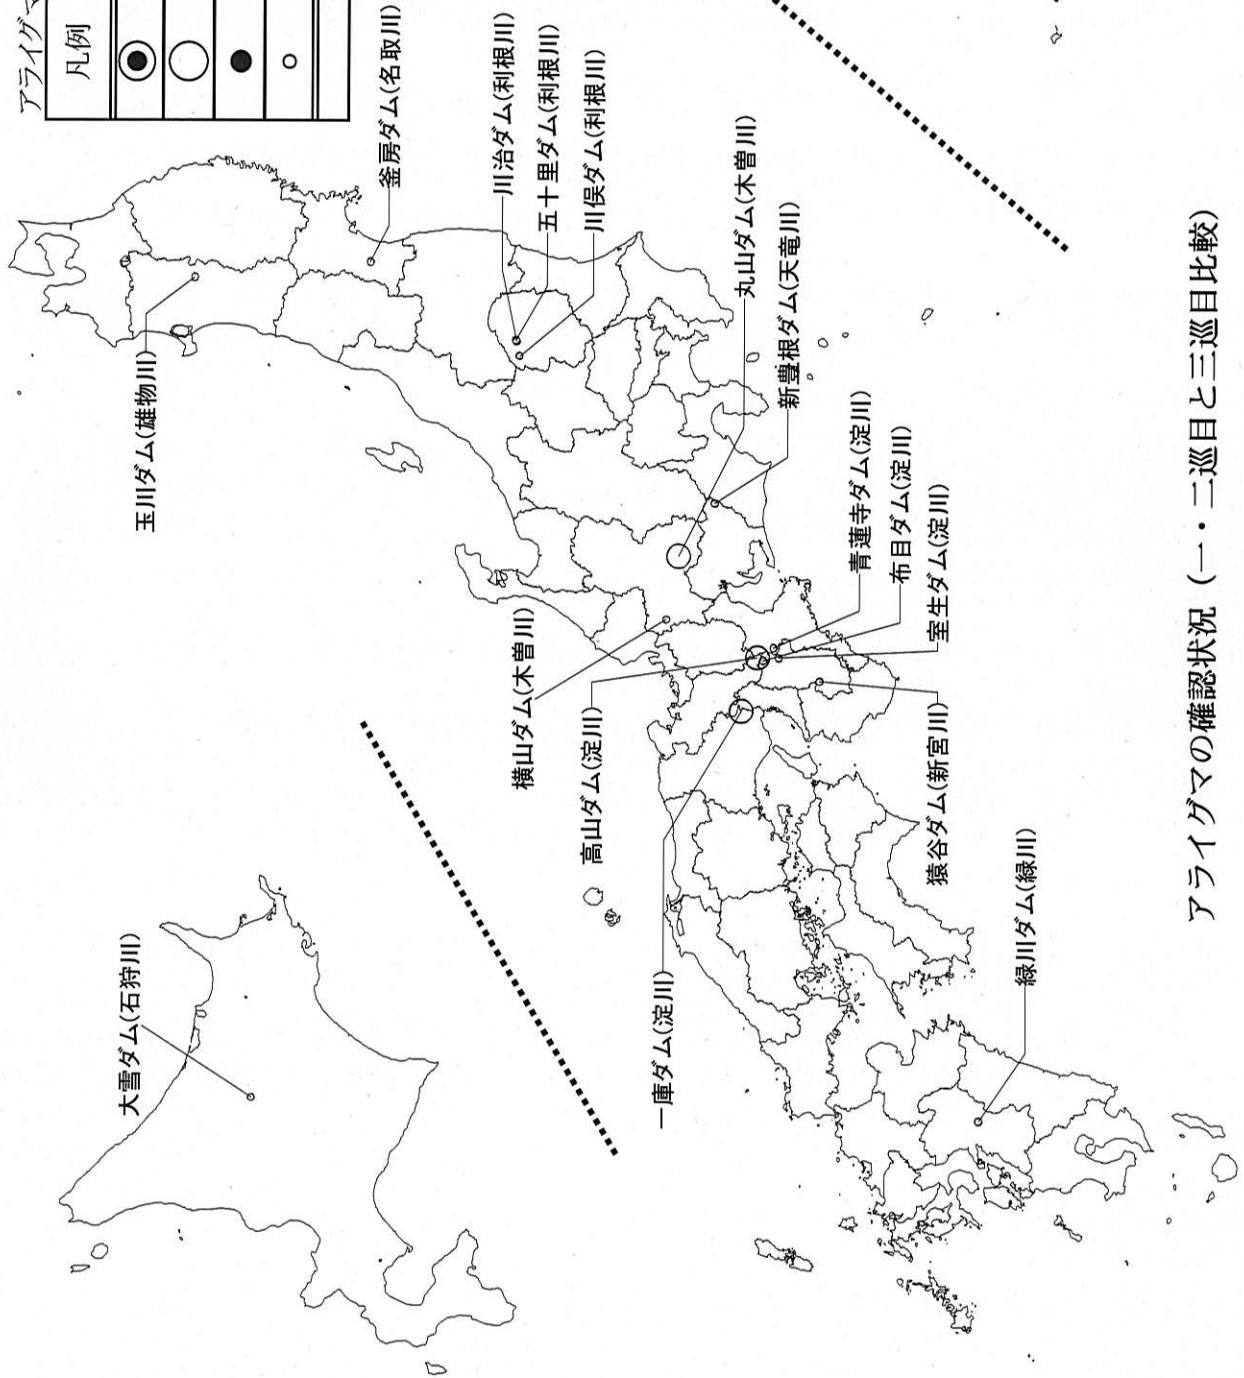 アライグマ
凡例
大雪ダム(石狩川)
玉川ダム(雄物川)
釜房ダム(名取川)
川治ダム(利根川)
五十里ダム(利根川)
川俣ダム(利根川)
丸山ダム(木曽川)
新豊根ダム(天竜川)
横山ダム(木曽川)
高山ダム(淀川)
青蓮寺ダム(淀川)
布目ダム(淀川)
室生ダム(淀川)
猿谷ダム(新宮川)
一庫ダム(淀川)
緑川ダム(緑川)
アライグマの確認状況（一・二巡目と三巡目比較）